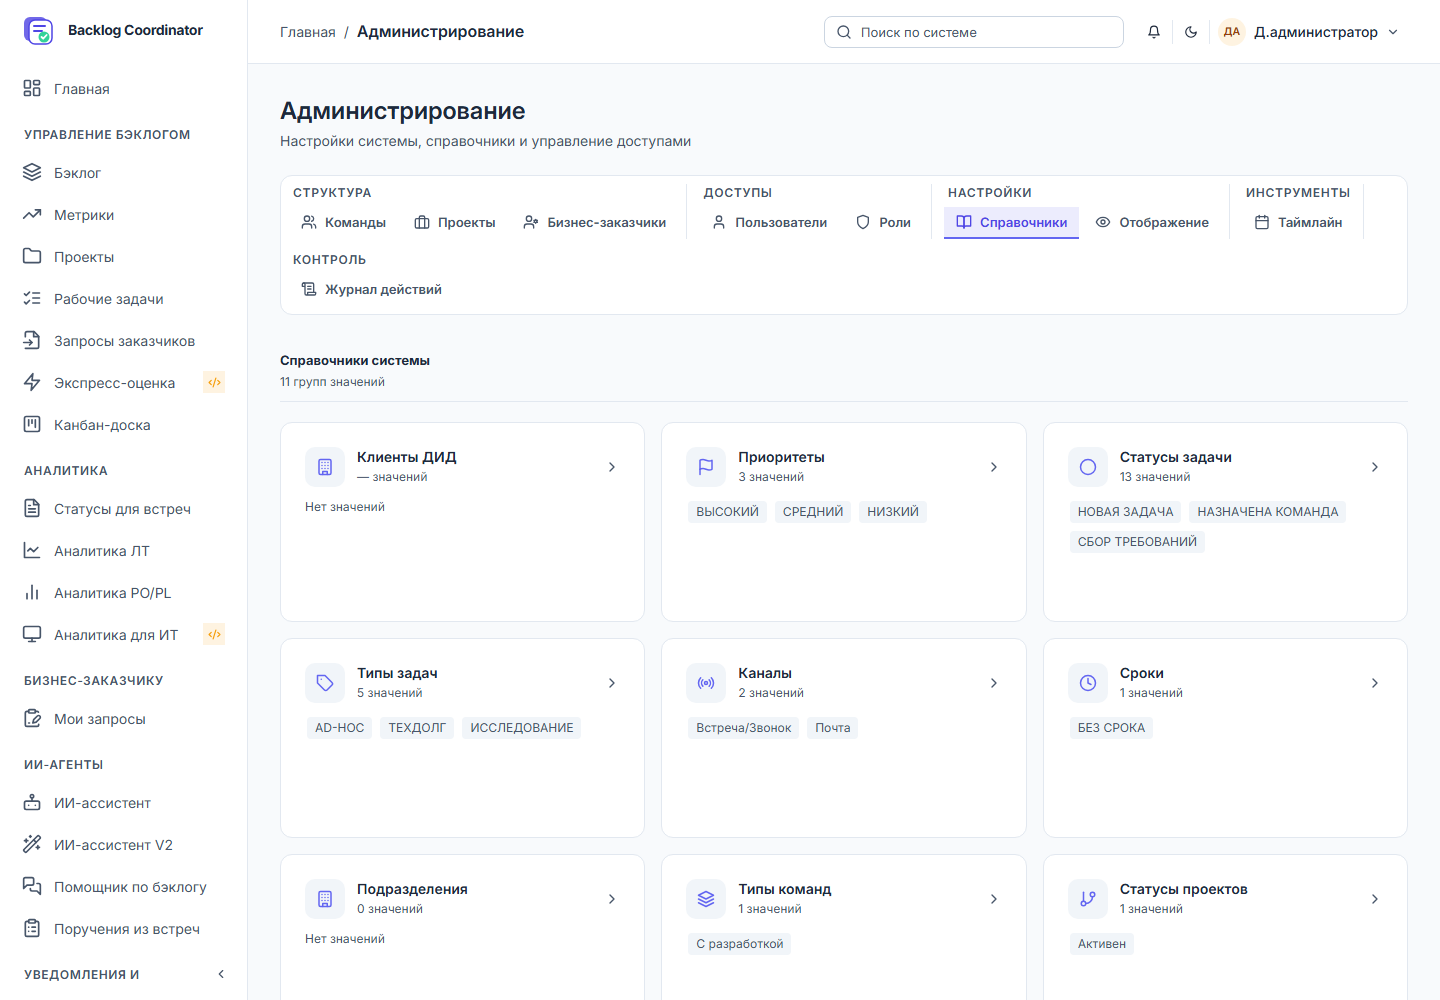 Backlog Coordinator
Главная
УПРАВЛЕНИЕ БЭКЛОГОМ
Бэклог
Метрики
Проекты
Рабочие задачи
Запросы заказчиков
Экспресс-оценка
Канбан-доска
АНАЛИТИКА
Статусы для встреч
Аналитика ЛТ
Аналитика PO/PL
Аналитика для ИТ
БИЗНЕС-ЗАКАЗЧИКУ
Мои запросы
ИИ-АГЕНТЫ
ИИ-ассистент
ИИ-ассистент V2
Помощник по бэклогу
Поручения из встреч
УВЕДОМЛЕНИЯ И
Главная / Администрирование
Поиск по системе
ДА Д.администратор
Администрирование
Настройки системы, справочники и управление доступами
СТРУКТУРА ДОСТУПЫ НАСТРОЙКИ ИНСТРУМЕНТЫ
Команды Проекты Бизнес-заказчики Пользователи Роли Справочники Отображение Таймлайн
КОНТРОЛЬ
Журнал действий
Справочники системы
11 групп значений
Клиенты ДИД
— значений
Нет значений
Приоритеты
3 значений
ВЫСОКИЙ СРЕДНИЙ НИЗКИЙ
Статусы задачи
13 значений
НОВАЯ ЗАДАЧА НАЗНАЧЕНА КОМАНДА
СБОР ТРЕБОВАНИЙ
Типы задач
5 значений
AD-HOC ТЕХДОЛГ ИССЛЕДОВАНИЕ
Каналы
2 значений
Встреча/Звонок Почта
Сроки
1 значений
БЕЗ СРОКА
Подразделения
0 значений
Нет значений
Типы команд
1 значений
С разработкой
Статусы проектов
1 значений
Активен